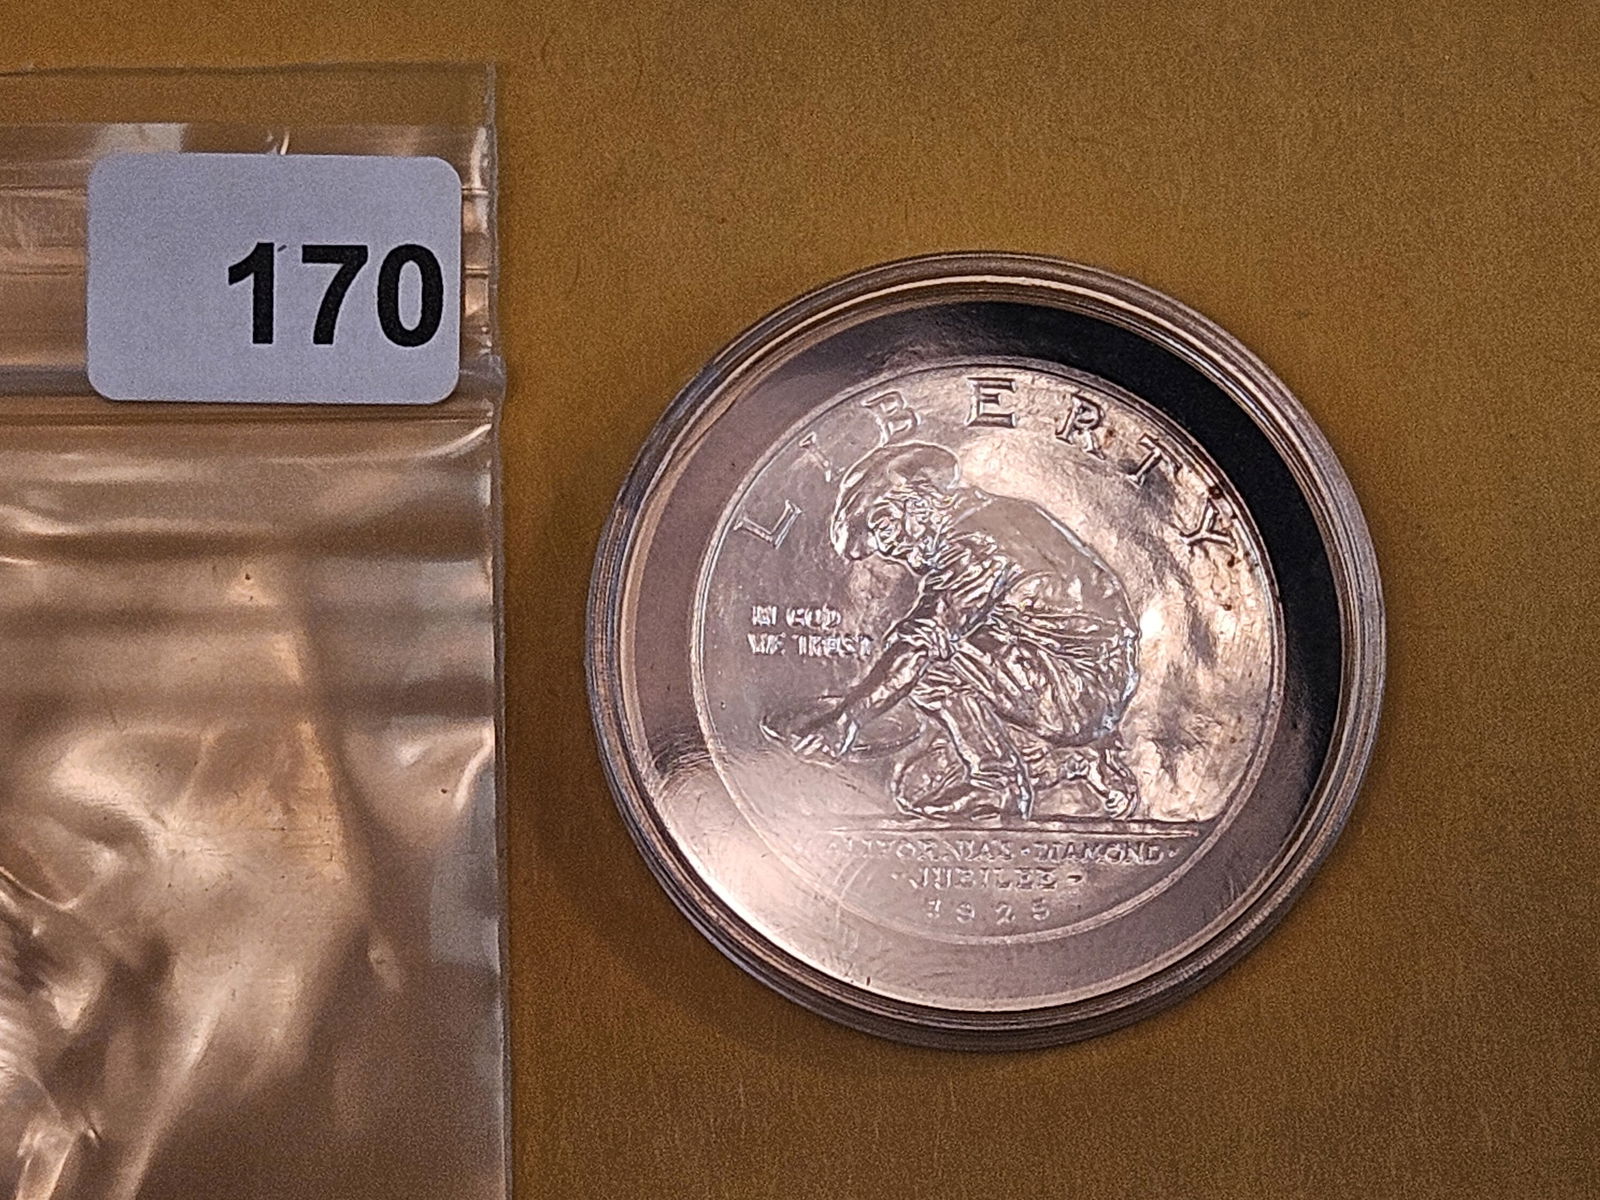 170
LIBERTY
IN GOD
WE TRUST
CALIFORNIAS·DIAMOND·
·JUBILEE·
1925